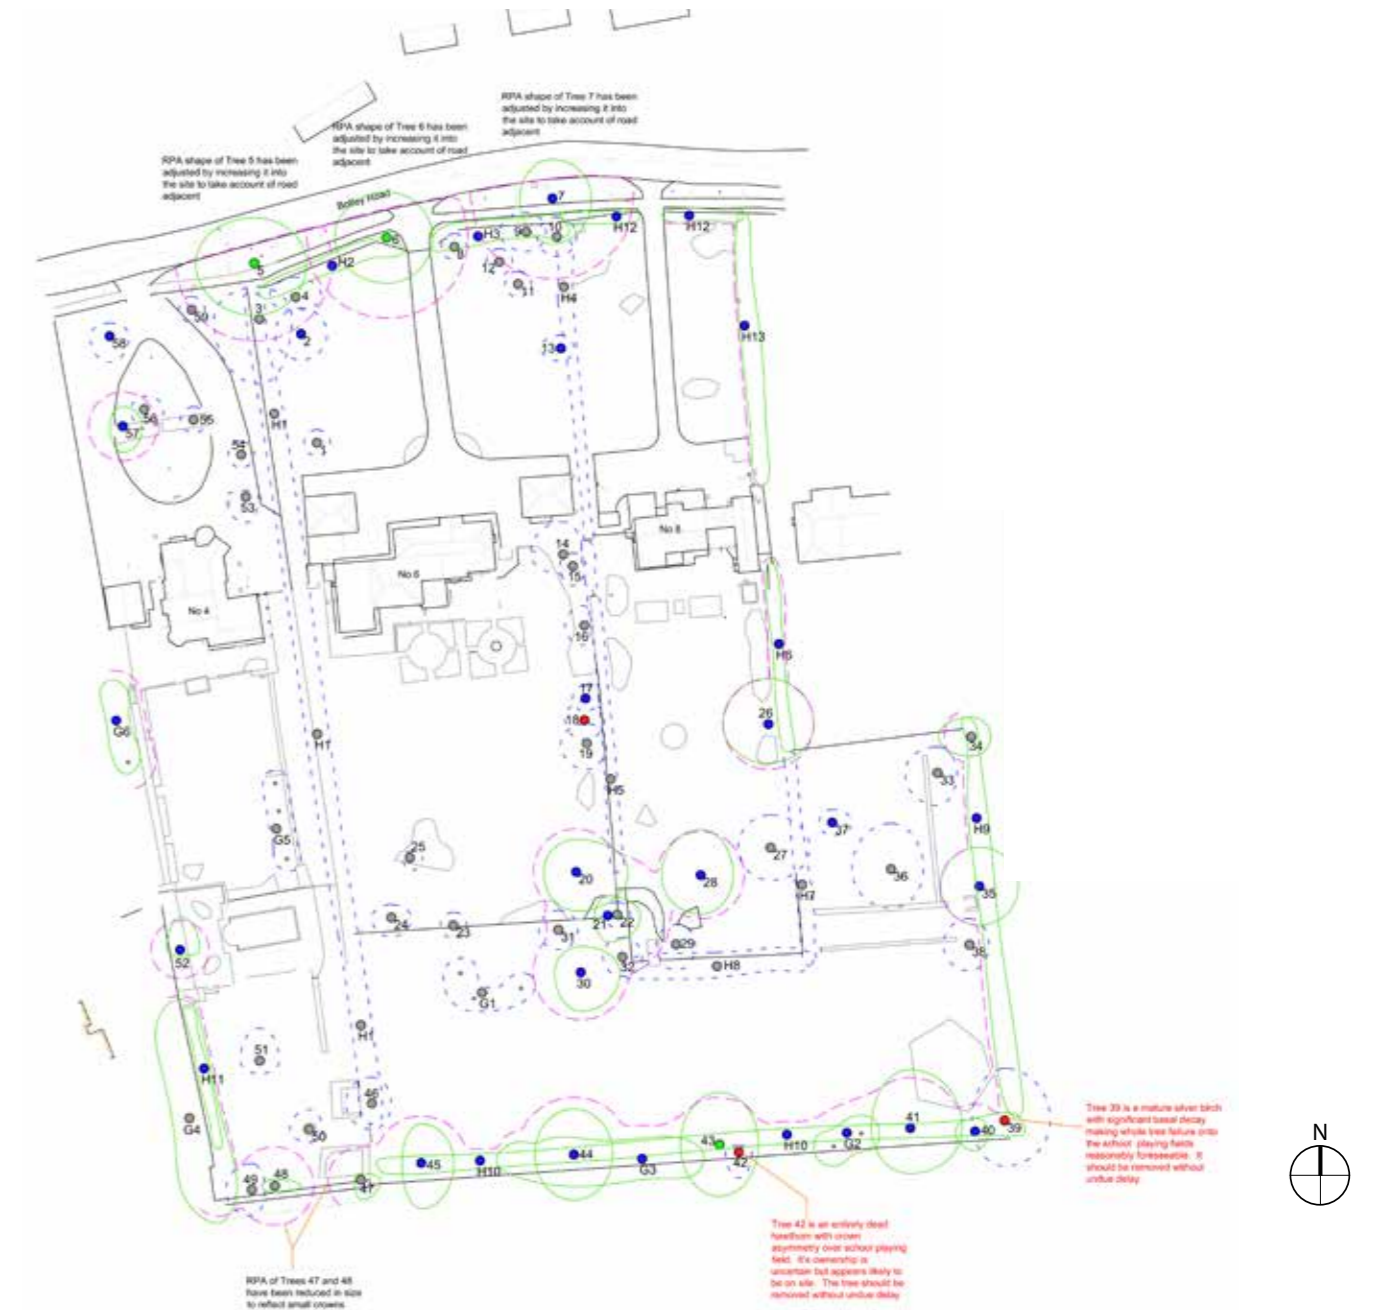 RPA shape of Tree 7 has been
adjusted by increasing it into
the site to take account of road
adjacent
RPA shape of Tree 6 has been
adjusted by increasing it into
the site to take account of road
adjacent
RPA shape of Tree 5 has been
adjusted by increasing it into
the site to take account of road
adjacent
Botley Road
7
H12
H12
9
10
H3
6
8
5
H2
12
11
H4
4
3
59
2
58
13
H13
56
55
57
H1
54
1
53
No 8
14
15
No 6
No 4
16
H6
17
18
26
19
G6
H1
34
33
H5
H9
37
G5
25
27
36
20
28
35
H7
24
23
21
22
31
29
38
52
32
H8
30
G1
H1
51
H11
46
G4
50
41
39
40
43
H10
G2
42
44
45
H10
G3
49
48
47
Tree 39 is a mature silver birch
with significant basal decay
making whole tree failure onto
the school playing fields
reasonably foreseeable. It
should be removed without
undue delay
N
Tree 42 is an entirely dead
hawthorn with crown
asymmetry over school playing
field. It's ownership is
uncertain but appears likely to
be on site. The tree should be
removed without undue delay
RPA of Trees 47 and 48
have been reduced in size
to reflect small crowns